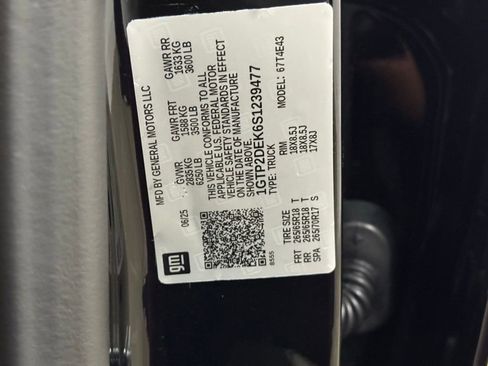 MFD BY GENERAL MOTORS LLC
06/25 GVWR GAWR FRT GAWR RR
2835 KG 1588 KG 1633 KG
6250 LB 3500 LB 3600 LB
THIS VEHICLE CONFORMS TO ALL
APPLICABLE U.S. FEDERAL MOTOR
VEHICLE SAFETY STANDARDS IN EFFECT
ON THE DATE OF MANUFACTURE
SHOWN ABOVE.
1GTP2DEK6S1239477
TYPE: TRUCK MODEL: 67T4E43
TIRE SIZE RIM
FRT 265/65R18 T 18X8.5J
RR 265/65R18 T 18X8.5J
SPA 265/70R17 S 17X8J
gm
8555